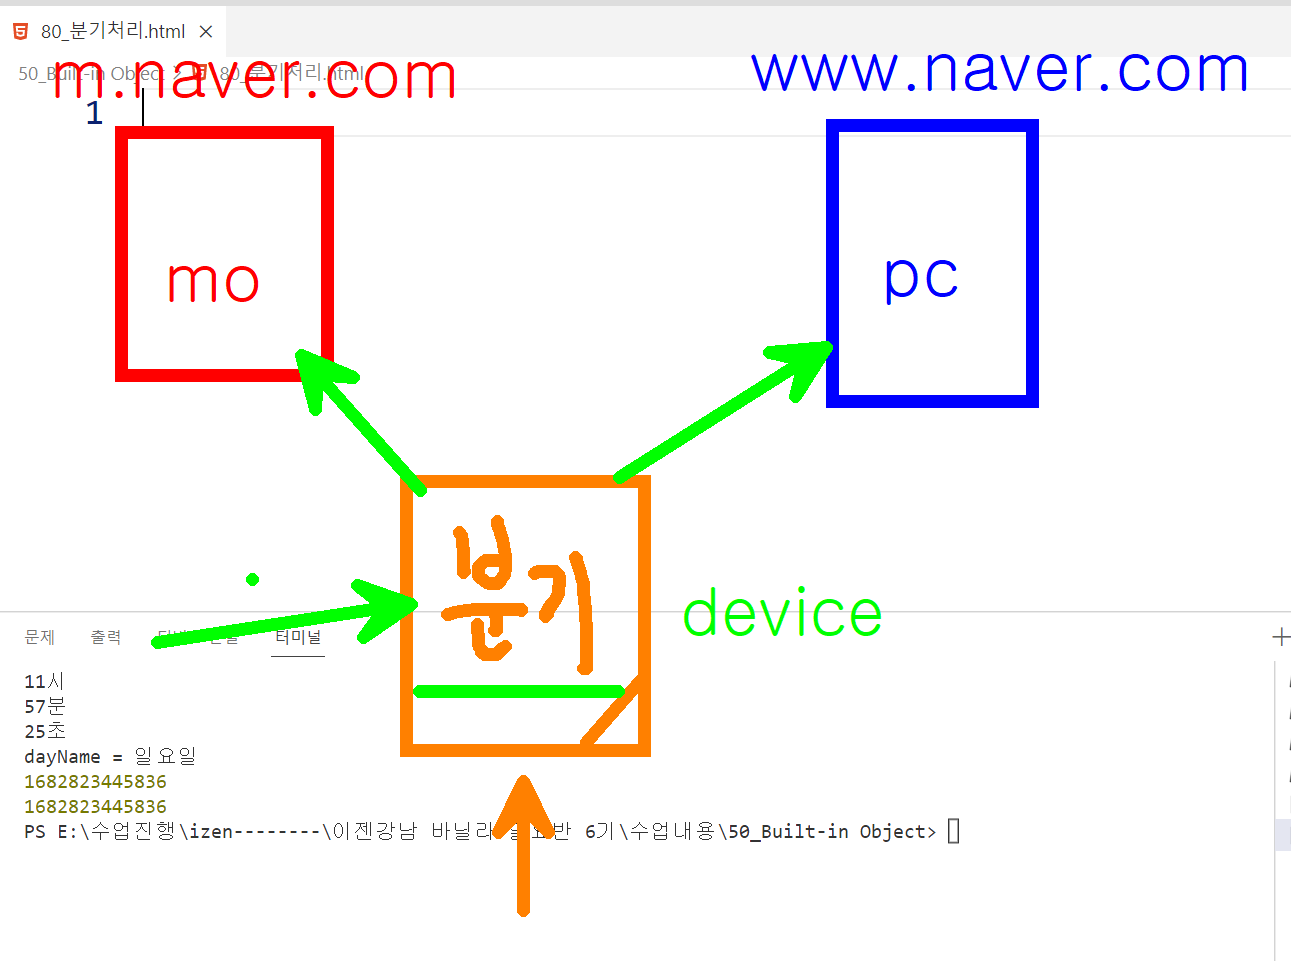 80_분기처리.html
m.naver.com
www.naver.com
50_Built-in Object > 80_분기처리.html
1
mo
pc
분기
device
문제 출력 터미널
11시
57분
25초
dayName = 일요일
1682823445836
1682823445836
PS E:\수업진행\izen--------\이젠강남 바닐라 일요반 6기\수업내용\50_Built-in Object>